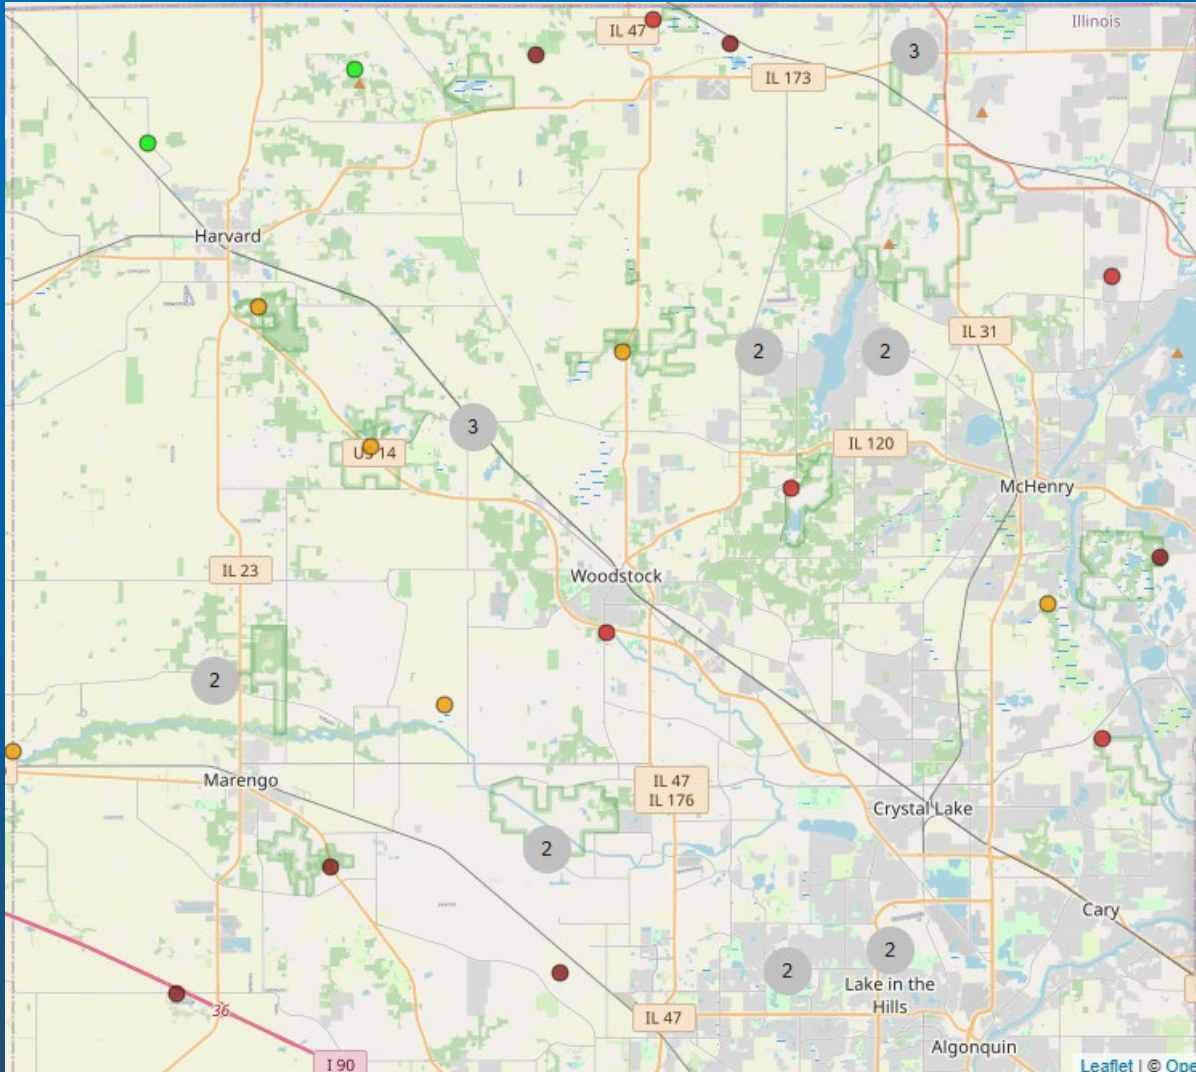 Illinois
IL 47
3
IL 173
Harvard
IL 31
2
2
3
US 14
IL 120
McHenry
IL 23
Woodstock
2
IL 47
IL 176
Marengo
Crystal Lake
2
Cary
2
2
Lake in the
Hills
36
IL 47
Algonquin
I 90
Leaflet | © Ope